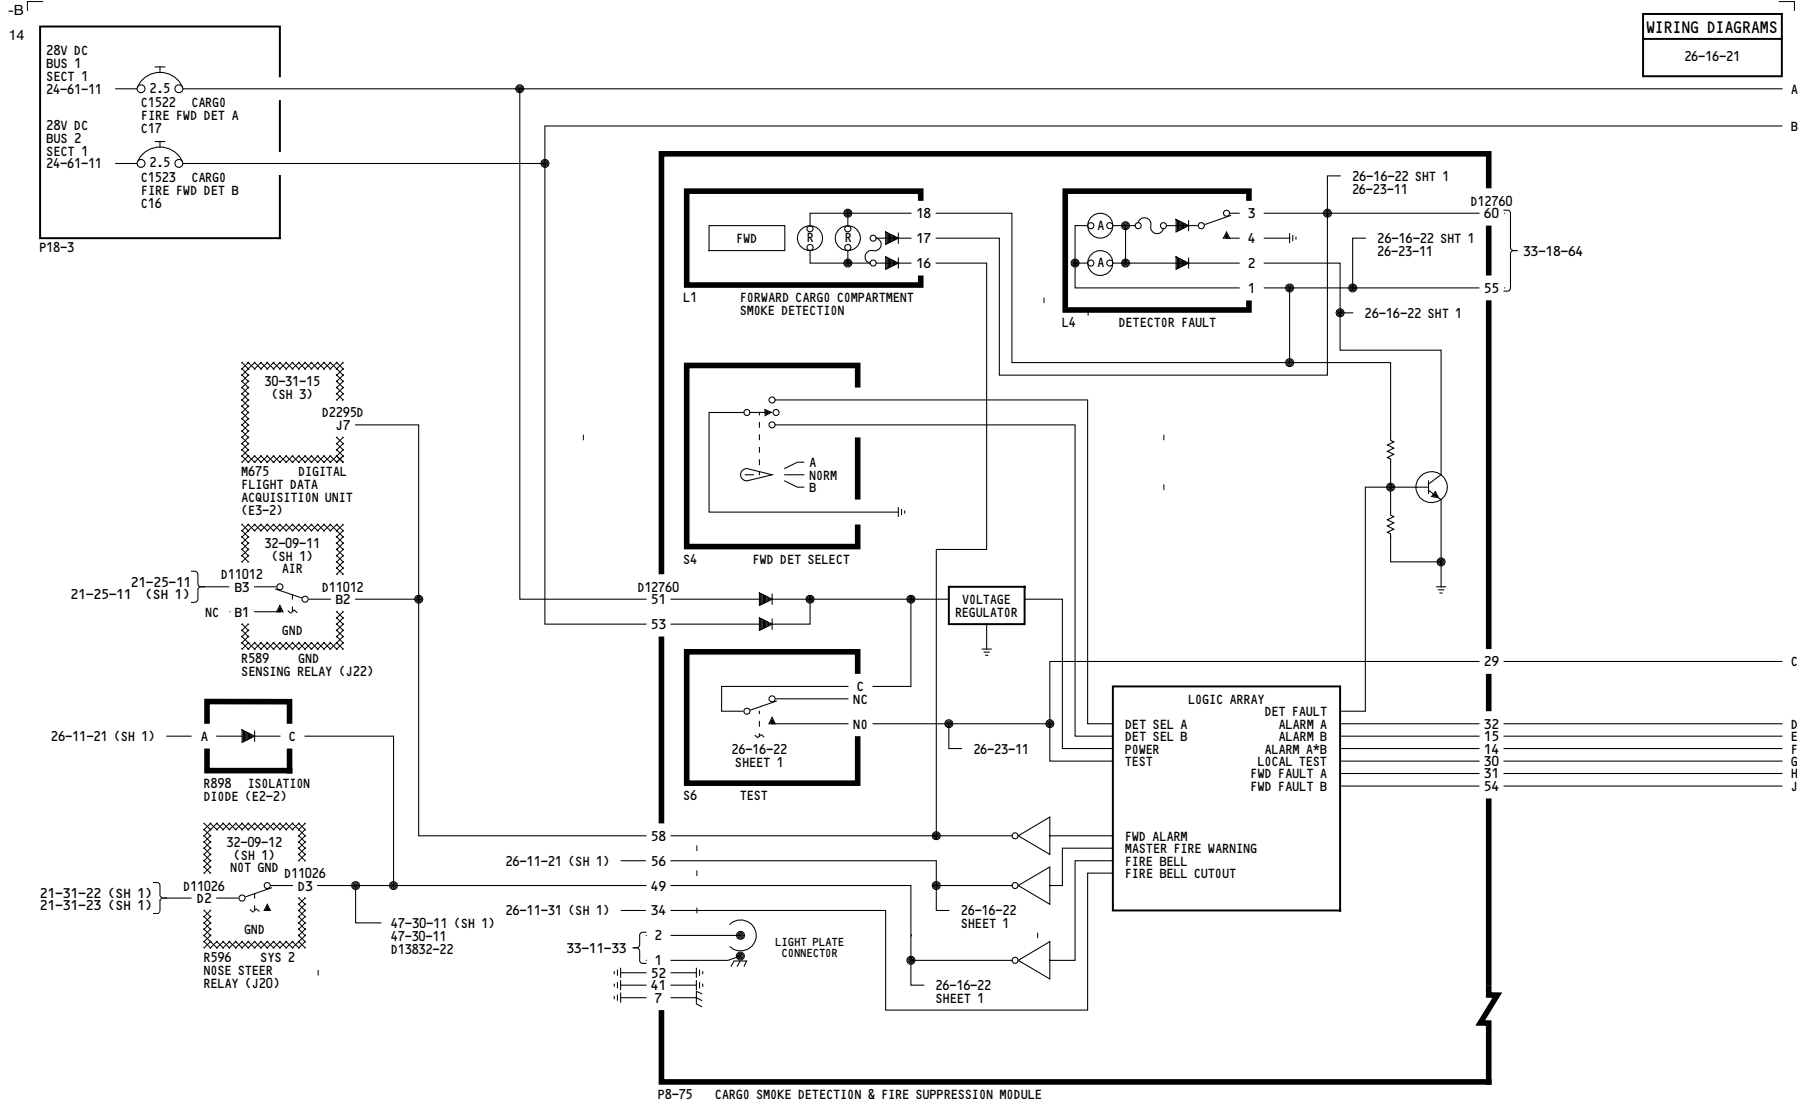 -B
14
WIRING DIAGRAMS
26-16-21
28V DC
BUS 1
SECT 1
24-61-11
2.5
C1522 CARGO
FIRE FWD DET A
C17
A
28V DC
BUS 2
SECT 1
24-61-11
2.5
C1523 CARGO
FIRE FWD DET B
C16
B
P18-3
FWD
R
R
18
17
16
L1
FORWARD CARGO COMPARTMENT
SMOKE DETECTION
A
A
3
4
2
1
L4
DETECTOR FAULT
26-16-22 SHT 1
26-23-11
26-16-22 SHT 1
26-23-11
26-16-22 SHT 1
D12760
60
55
33-18-64
30-31-15
(SH 3)
D2295D
J7
M675 DIGITAL
FLIGHT DATA
ACQUISITION UNIT
(E3-2)
A
NORM
B
S4
FWD DET SELECT
32-09-11
(SH 1)
AIR
21-25-11
21-25-11 (SH 1)
D11012
B3
D11012
B2
NC
B1
GND
R589 GND
SENSING RELAY (J22)
D12760
51
53
VOLTAGE
REGULATOR
C
NC
NO
26-16-22
SHEET 1
S6
TEST
26-23-11
29
C
LOGIC ARRAY
DET SEL A
DET SEL B
POWER
TEST
DET FAULT
ALARM A
ALARM B
ALARM A*B
LOCAL TEST
FWD FAULT A
FWD FAULT B
32
15
14
30
31
54
D
E
F
G
H
J
FWD ALARM
MASTER FIRE WARNING
FIRE BELL
FIRE BELL CUTOUT
26-11-21 (SH 1)
A
C
R898 ISOLATION
DIODE (E2-2)
32-09-12
(SH 1)
NOT GND
D11026
D3
21-31-22 (SH 1)
21-31-23 (SH 1)
D11026
D2
GND
R596 SYS 2
NOSE STEER
RELAY (J20)
47-30-11 (SH 1)
47-30-11
D13832-22
58
26-11-21 (SH 1)
56
49
26-11-31 (SH 1)
34
33-11-33
2
1
52
41
7
LIGHT PLATE
CONNECTOR
26-16-22
SHEET 1
26-16-22
SHEET 1
P8-75 CARGO SMOKE DETECTION & FIRE SUPPRESSION MODULE